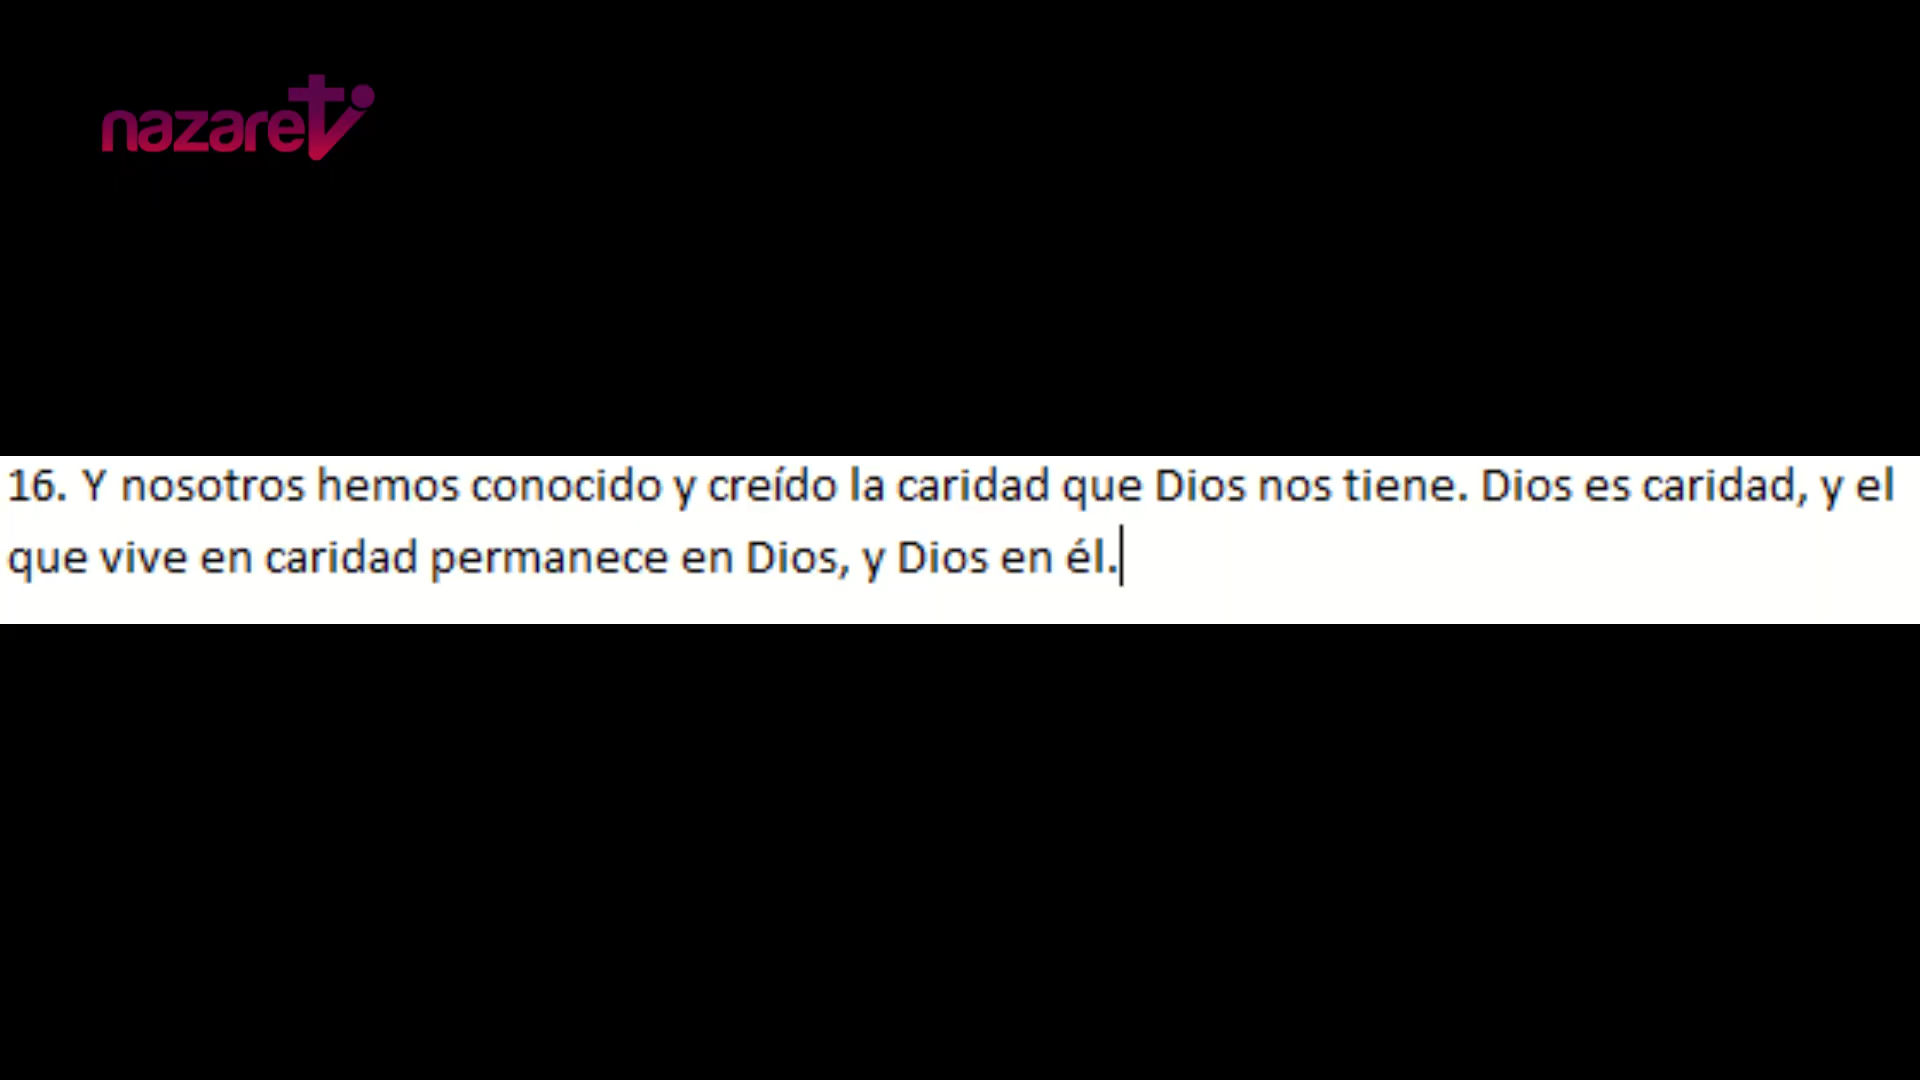 nazaretv
16. Y nosotros hemos conocido y creído la caridad que Dios nos tiene. Dios es caridad, y el
que vive en caridad permanece en Dios, y Dios en él.